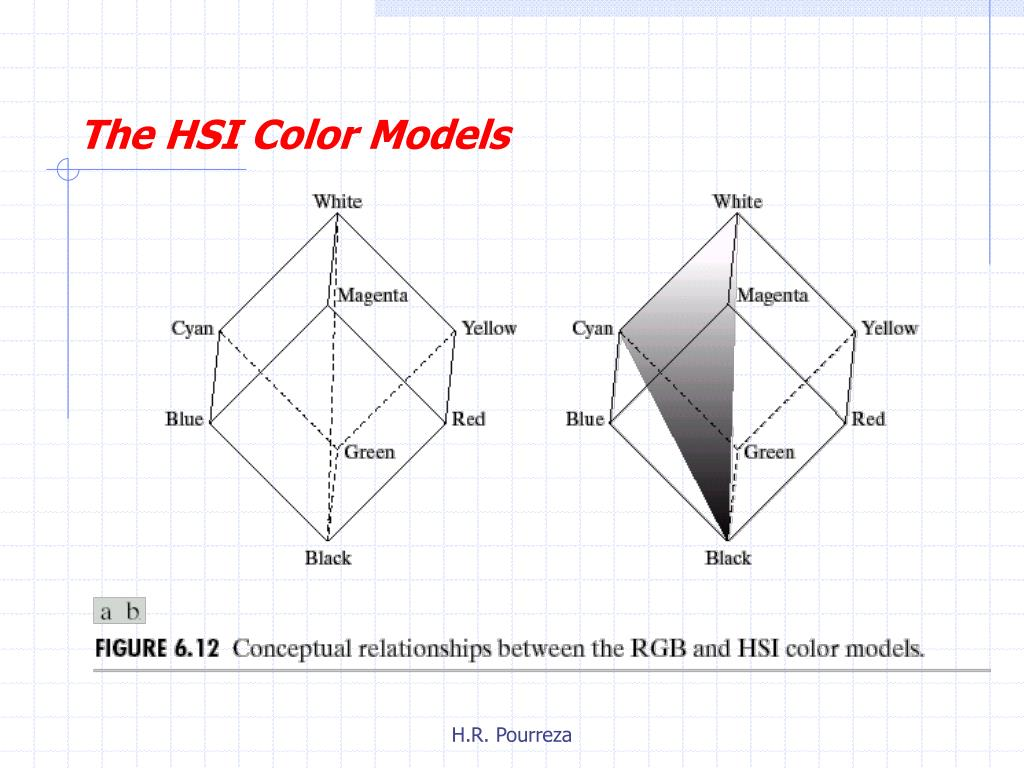 The HSI Color Models
White
Magenta
Cyan
Yellow
Blue
Red
Green
Black
White
Magenta
Cyan
Yellow
Blue
Red
Green
Black
a b
FIGURE 6.12 Conceptual relationships between the RGB and HSI color models.
H.R. Pourreza